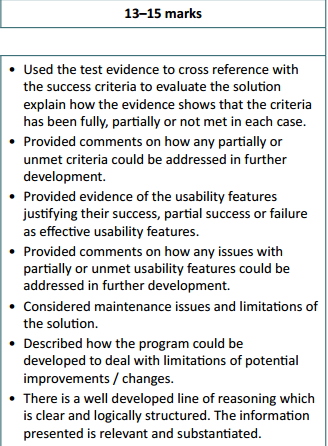 13–15 marks
• Used the test evidence to cross reference with
the success criteria to evaluate the solution
explain how the evidence shows that the criteria
has been fully, partially or not met in each case.
• Provided comments on how any partially or
unmet criteria could be addressed in further
development.
• Provided evidence of the usability features
justifying their success, partial success or failure
as effective usability features.
• Provided comments on how any issues with
partially or unmet usability features could be
addressed in further development.
• Considered maintenance issues and limitations of
the solution.
• Described how the program could be
developed to deal with limitations of potential
improvements / changes.
• There is a well developed line of reasoning which
is clear and logically structured. The information
presented is relevant and substantiated.